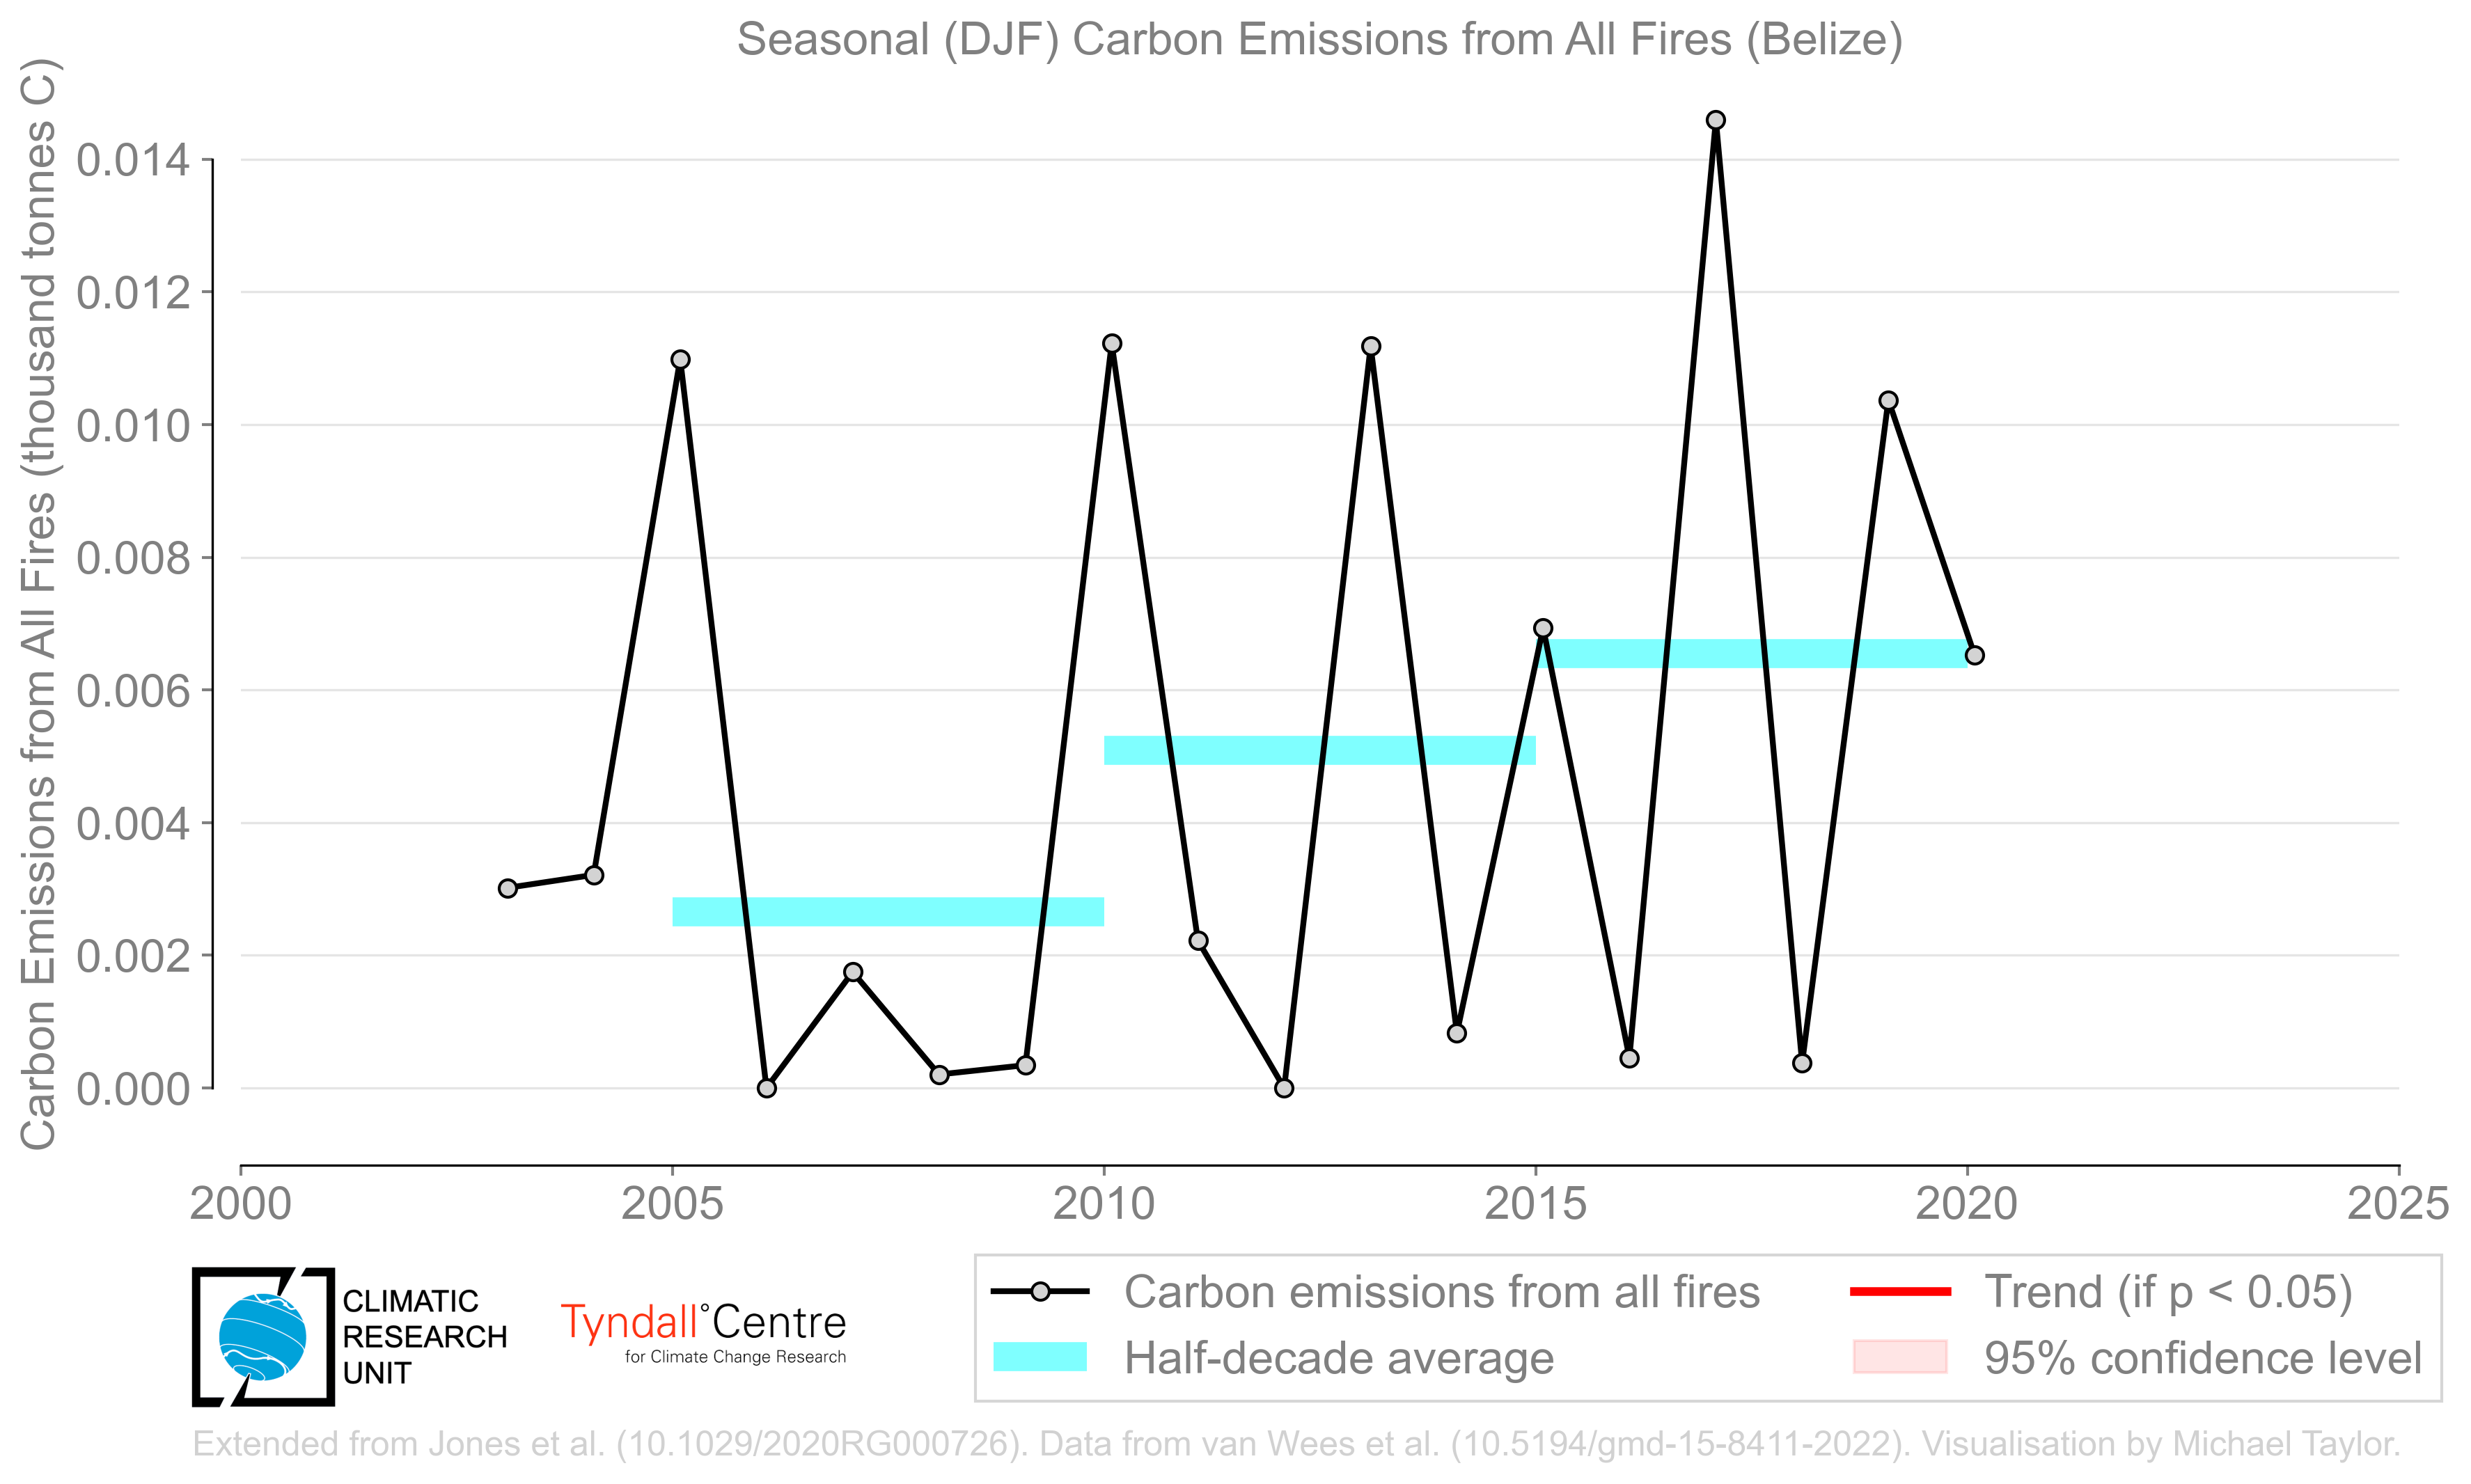 Seasonal (DJF) Carbon Emissions from All Fires (Belize)
Carbon Emissions from All Fires (thousand tonnes C)
0.014
0.012
0.010
0.008
0.006
0.004
0.002
0.000
2000
2005
2010
2015
2020
2025
CLIMATIC
RESEARCH
UNIT
Tyndall°Centre
for Climate Change Research
Carbon emissions from all fires
Half-decade average
Trend (if p < 0.05)
95% confidence level
Extended from Jones et al. (10.1029/2020RG000726). Data from van Wees et al. (10.5194/gmd-15-8411-2022). Visualisation by Michael Taylor.